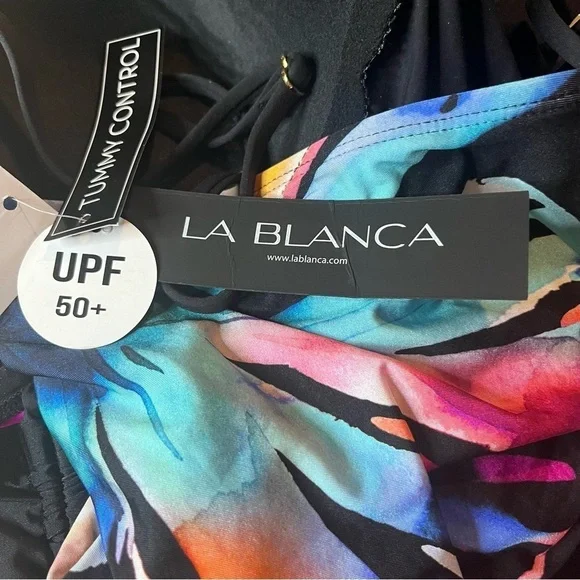 TUMMY CONTROL
LA BLANCA
www.lablanca.com
UPF
50+